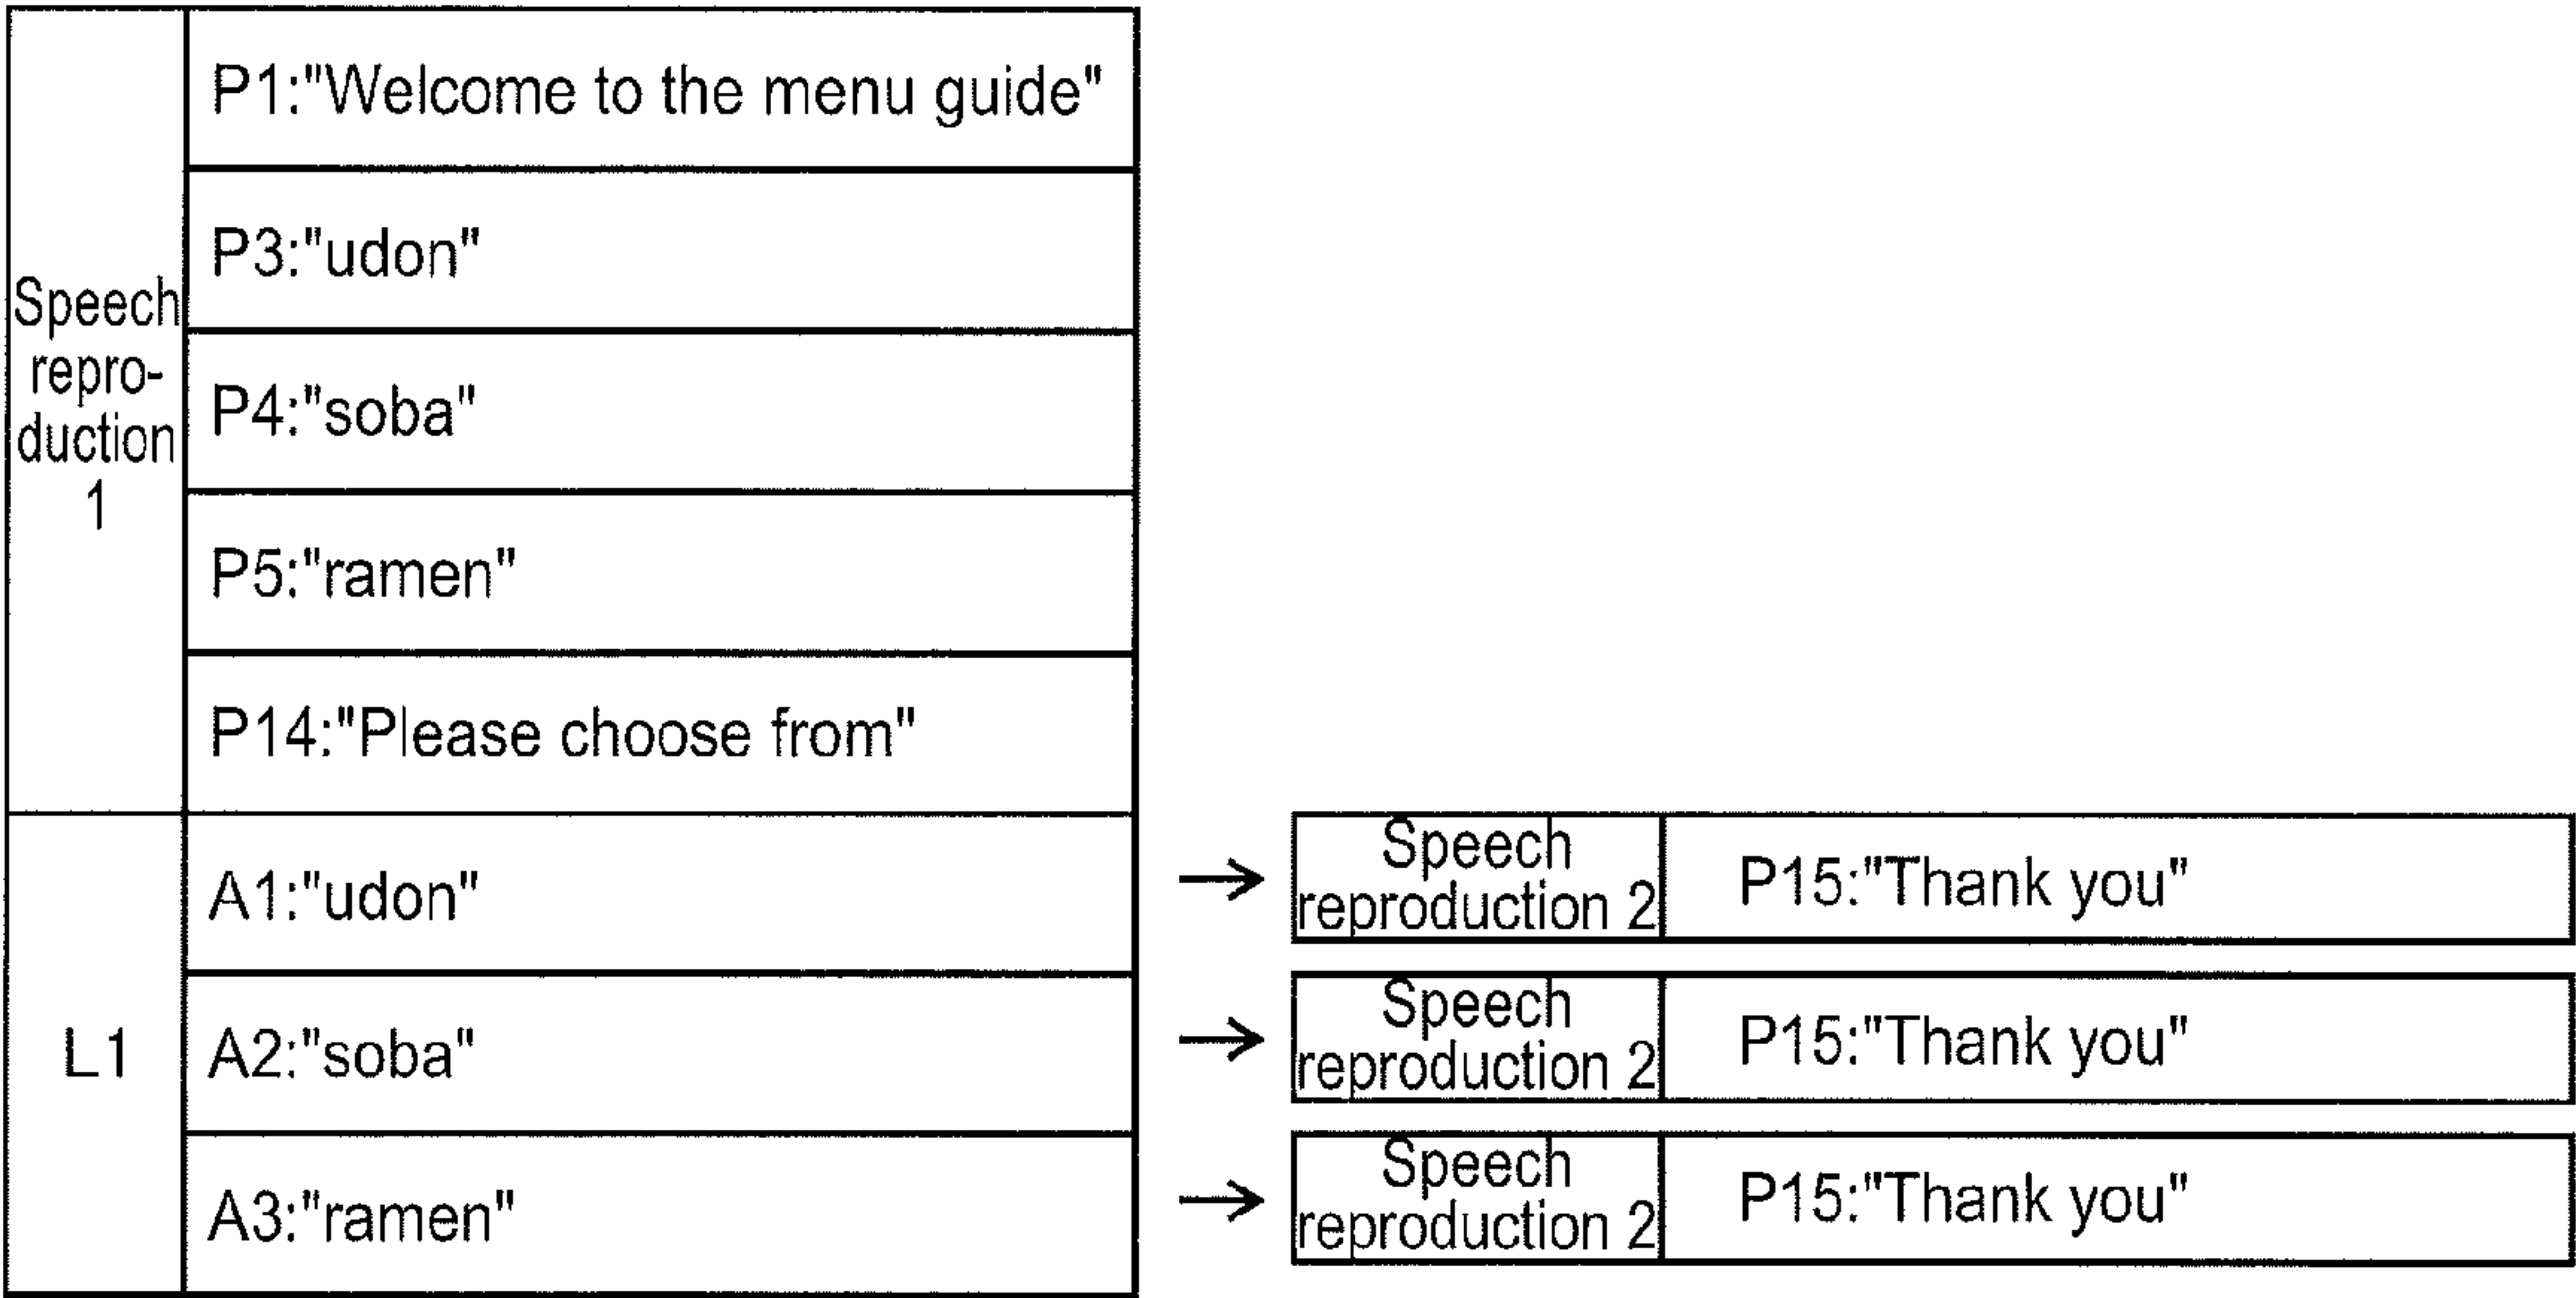 Speech
repro-
duction
1
P1:"Welcome to the menu guide"
P3:"udon"
P4:"soba"
P5:"ramen"
P14:"Please choose from"
L1
A1:"udon"
→
Speech
reproduction 2
P15:"Thank you"
A2:"soba"
→
Speech
reproduction 2
P15:"Thank you"
A3:"ramen"
→
Speech
reproduction 2
P15:"Thank you"